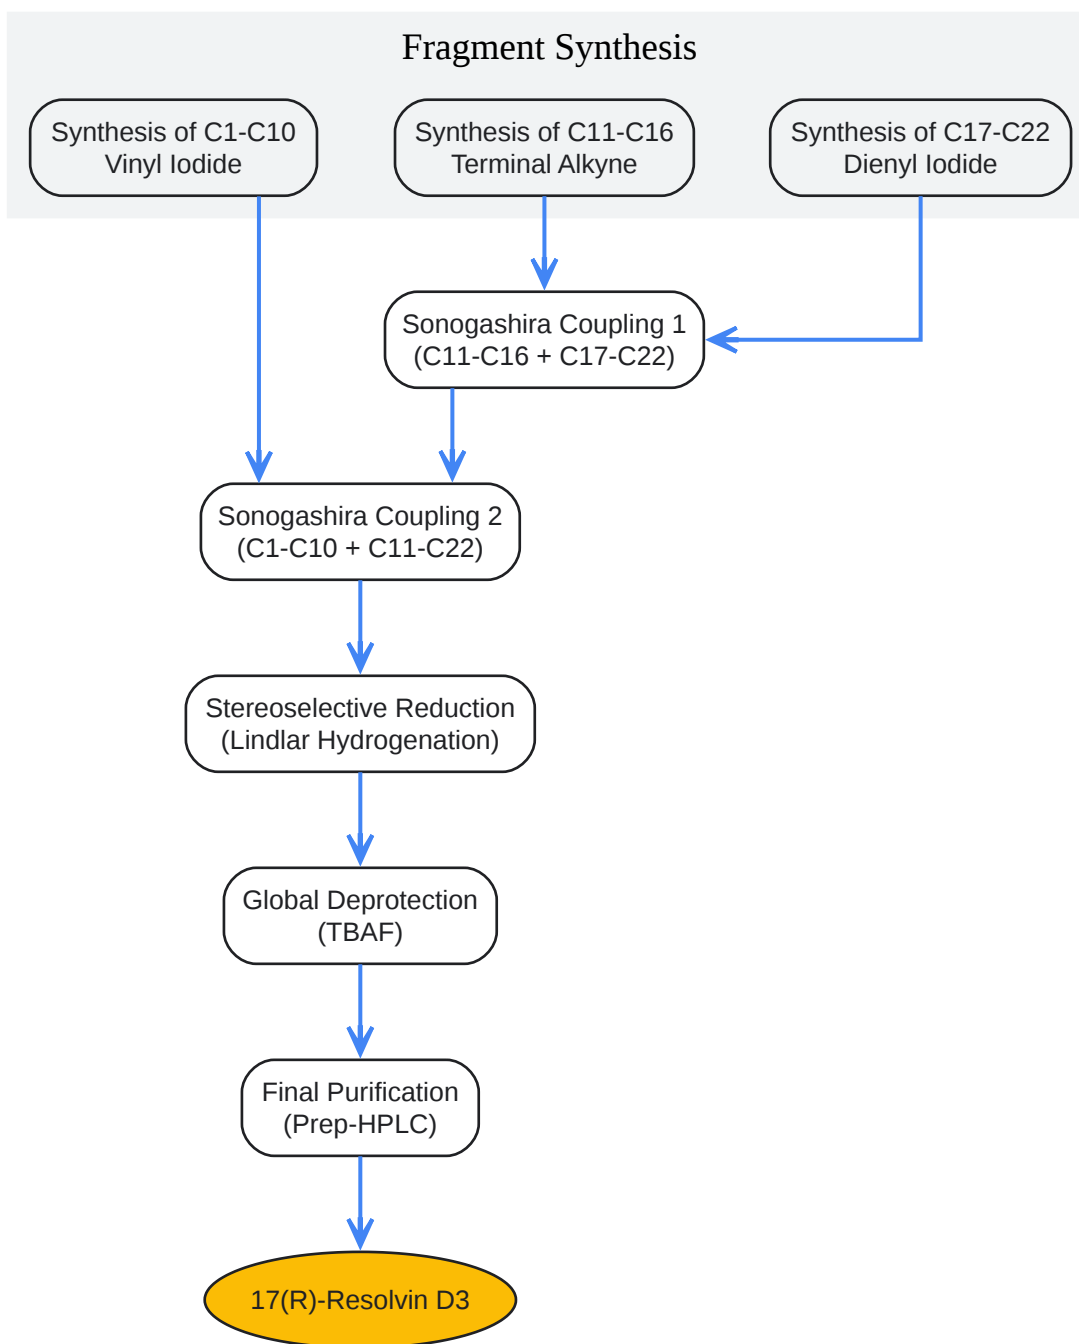 Fragment Synthesis
Synthesis of C1-C10
Vinyl Iodide
Synthesis of C11-C16
Terminal Alkyne
Synthesis of C17-C22
Dienyl Iodide
Sonogashira Coupling 1
(C11-C16 + C17-C22)
Sonogashira Coupling 2
(C1-C10 + C11-C22)
Stereoselective Reduction
(Lindlar Hydrogenation)
Global Deprotection
(TBAF)
Final Purification
(Prep-HPLC)
17(R)-Resolvin D3